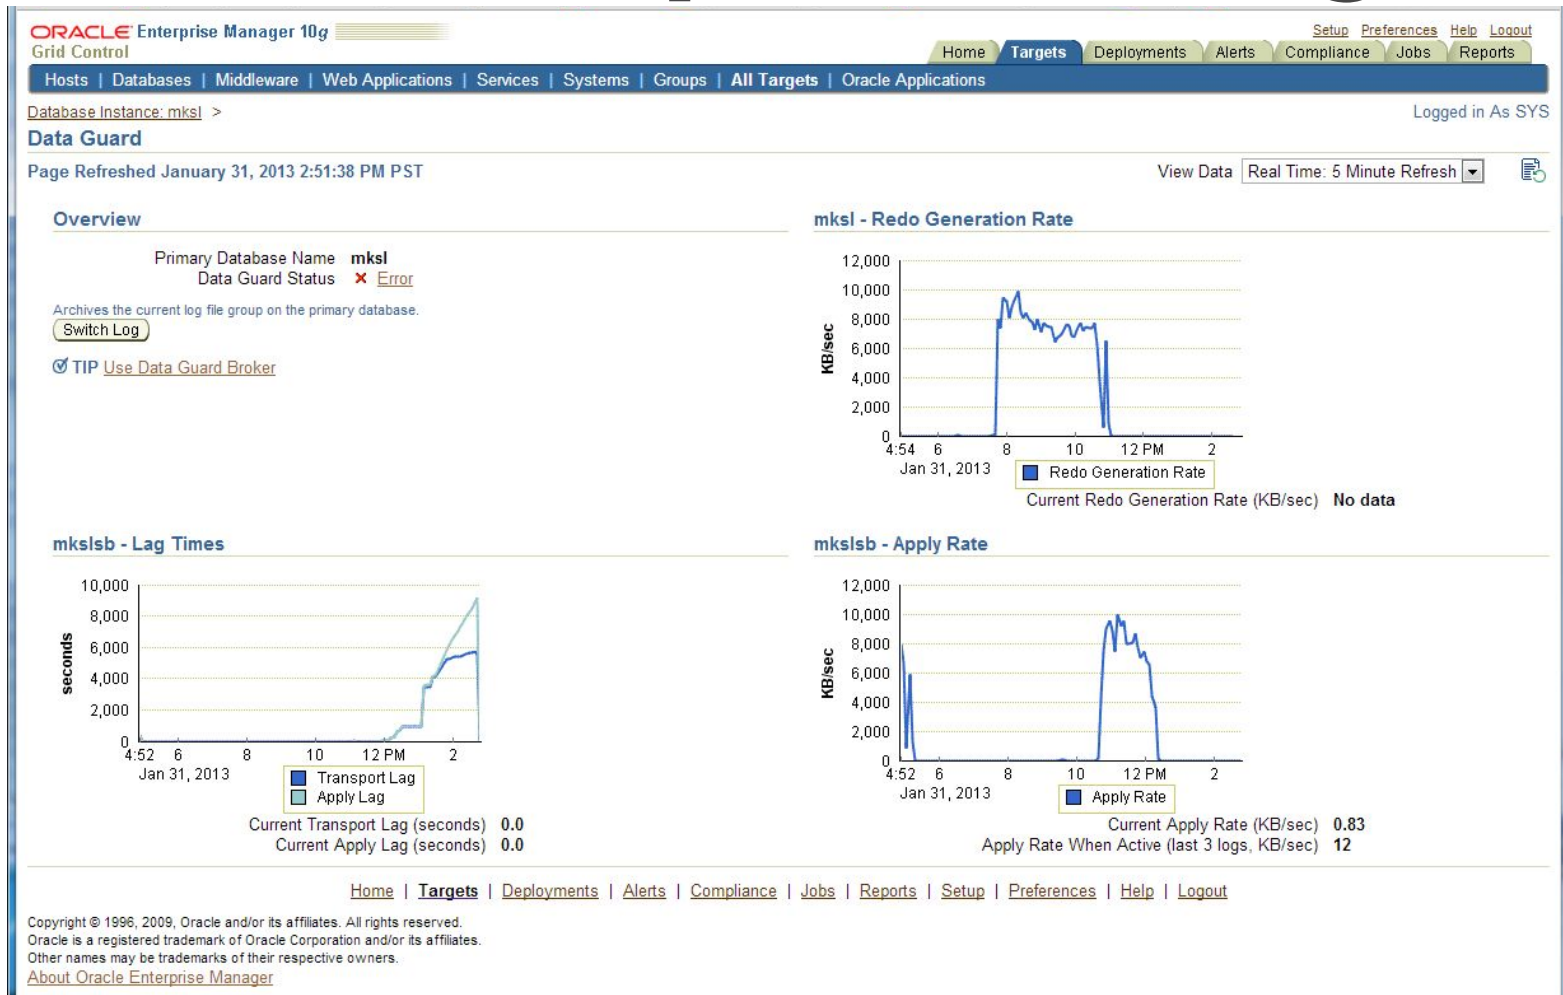 ORACLE Enterprise Manager 10g
Grid Control
Setup Preferences Help Logout
Home Targets Deployments Alerts Compliance Jobs Reports
Hosts | Databases | Middleware | Web Applications | Services | Systems | Groups | All Targets | Oracle Applications
Database Instance: mksl >
Logged in As SYS
Data Guard
Page Refreshed January 31, 2013 2:51:38 PM PST
View Data Real Time: 5 Minute Refresh
Overview
Primary Database Name mksl
Data Guard Status Error
Archives the current log file group on the primary database.
Switch Log
TIP Use Data Guard Broker
mksl - Redo Generation Rate
12,000
10,000
8,000
6,000
4,000
2,000
0
KB/sec
4:54 6 8 10 12 PM 2
Jan 31, 2013
Redo Generation Rate
Current Redo Generation Rate (KB/sec) No data
mkslsb - Lag Times
10,000
8,000
6,000
4,000
2,000
0
seconds
4:52 6 8 10 12 PM 2
Jan 31, 2013
Transport Lag
Apply Lag
Current Transport Lag (seconds) 0.0
Current Apply Lag (seconds) 0.0
mkslsb - Apply Rate
12,000
10,000
8,000
6,000
4,000
2,000
0
KB/sec
4:52 6 8 10 12 PM 2
Jan 31, 2013
Apply Rate
Current Apply Rate (KB/sec) 0.83
Apply Rate When Active (last 3 logs, KB/sec) 12
Home | Targets | Deployments | Alerts | Compliance | Jobs | Reports | Setup | Preferences | Help | Logout
Copyright © 1996, 2009, Oracle and/or its affiliates. All rights reserved.
Oracle is a registered trademark of Oracle Corporation and/or its affiliates.
Other names may be trademarks of their respective owners.
About Oracle Enterprise Manager